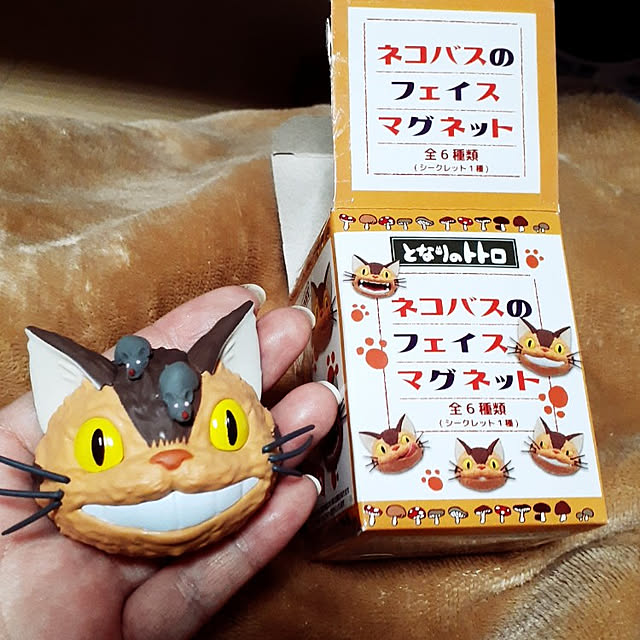 ネコバスの
フェイス
マグネット
全6種類
(シークレット1種)
となりのトトロ
ネコバスの
フェイス
マグネット
全6種類
(シークレット1種)